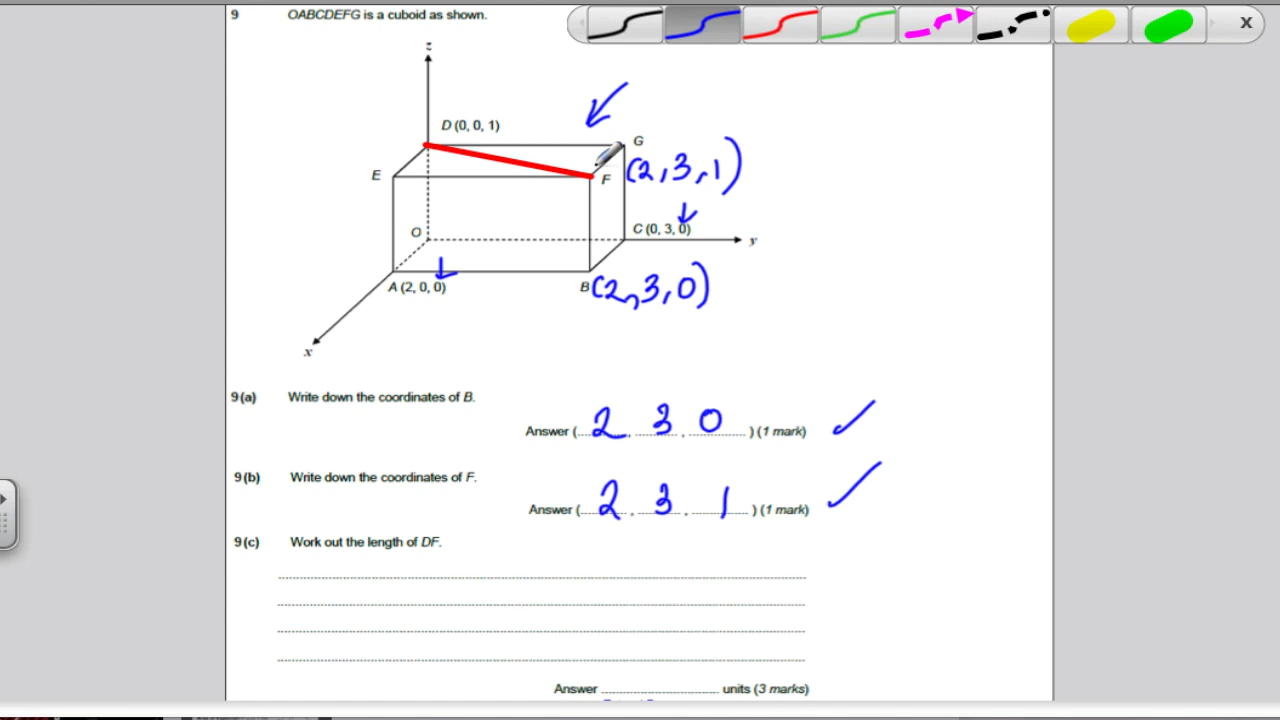 9 OABCDEFG is a cuboid as shown.
x
z
D (0, 0, 1)
G
E
F (2, 3, 1)
O
C (0, 3, 0)
y
A (2, 0, 0)
B (2, 3, 0)
x
9(a) Write down the coordinates of B.
Answer (2, 3, 0) (1 mark)
9(b) Write down the coordinates of F.
Answer (2, 3, 1) (1 mark)
9(c) Work out the length of DF.
Answer .............................. units (3 marks)